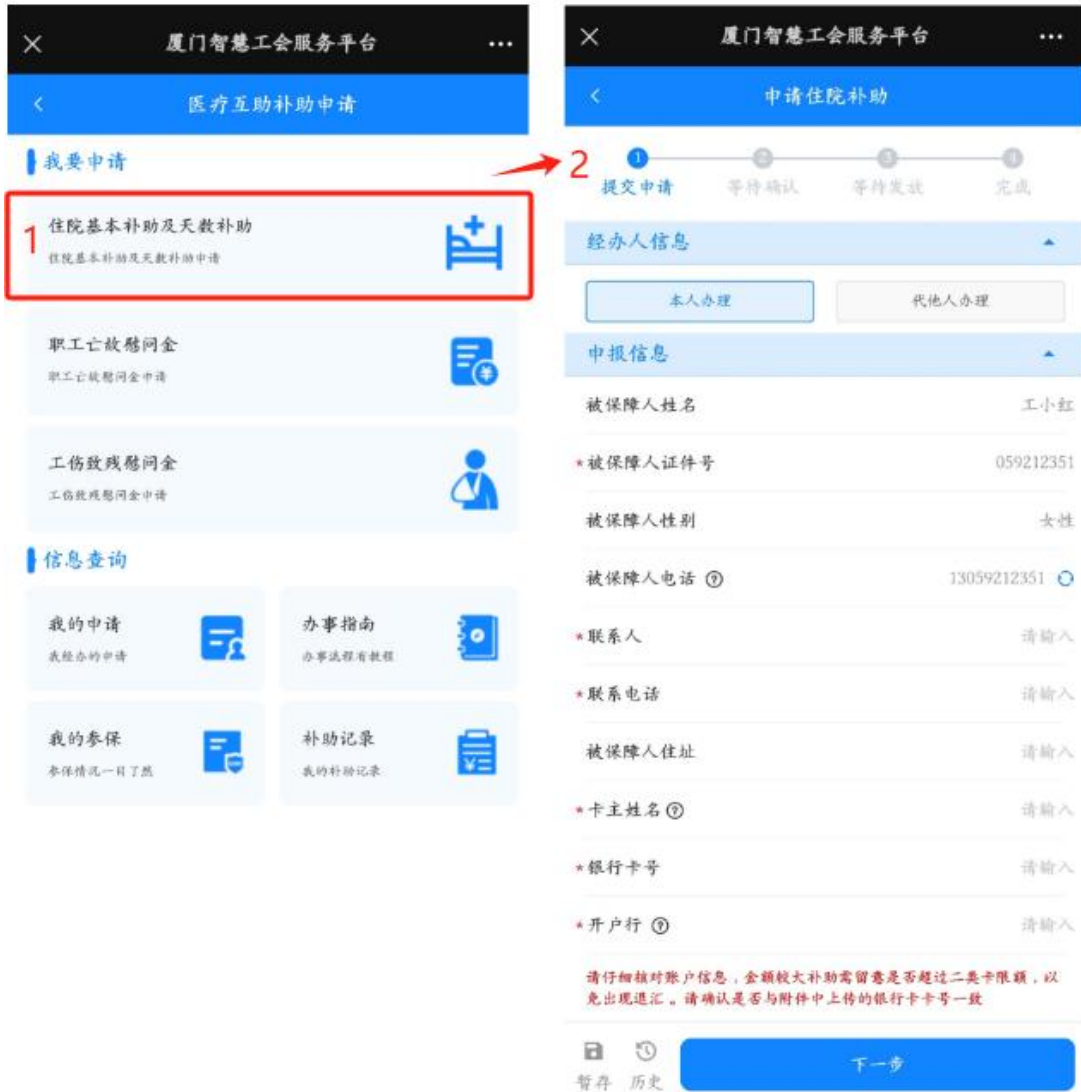 厦门智慧工会服务平台
医疗互助补助申请
我要申请
1
住院基本补助及天数补助
住院基本补助及天数补助申请
职工亡故慰问金
职工亡故慰问金申请
工伤致残慰问金
工伤致残慰问金申请
信息查询
我的申请
我经办的申请
办事指南
办事流程有教程
我的参保
参保情况一目了然
补助记录
我的补助记录
2
厦门智慧工会服务平台
申请住院补助
1 2 3 4
提交申请 等待确认 等待发放 完成
经办人信息
本人办理 代他人办理
申报信息
被保障人姓名 王小红
*被保障人证件号 059212351
被保障人性别 女性
被保障人电话 ? 13059212351
*联系人 请输入
*联系电话 请输入
被保障人住址 请输入
*卡主姓名 ? 请输入
*银行卡号 请输入
*开户行 ? 请输入
请仔细核对账户信息，金额较大补助需留意是否超过二类卡限额，以
免出现退汇。请确认是否与附件中上传的银行卡卡号一致
暂存 历史 下一步